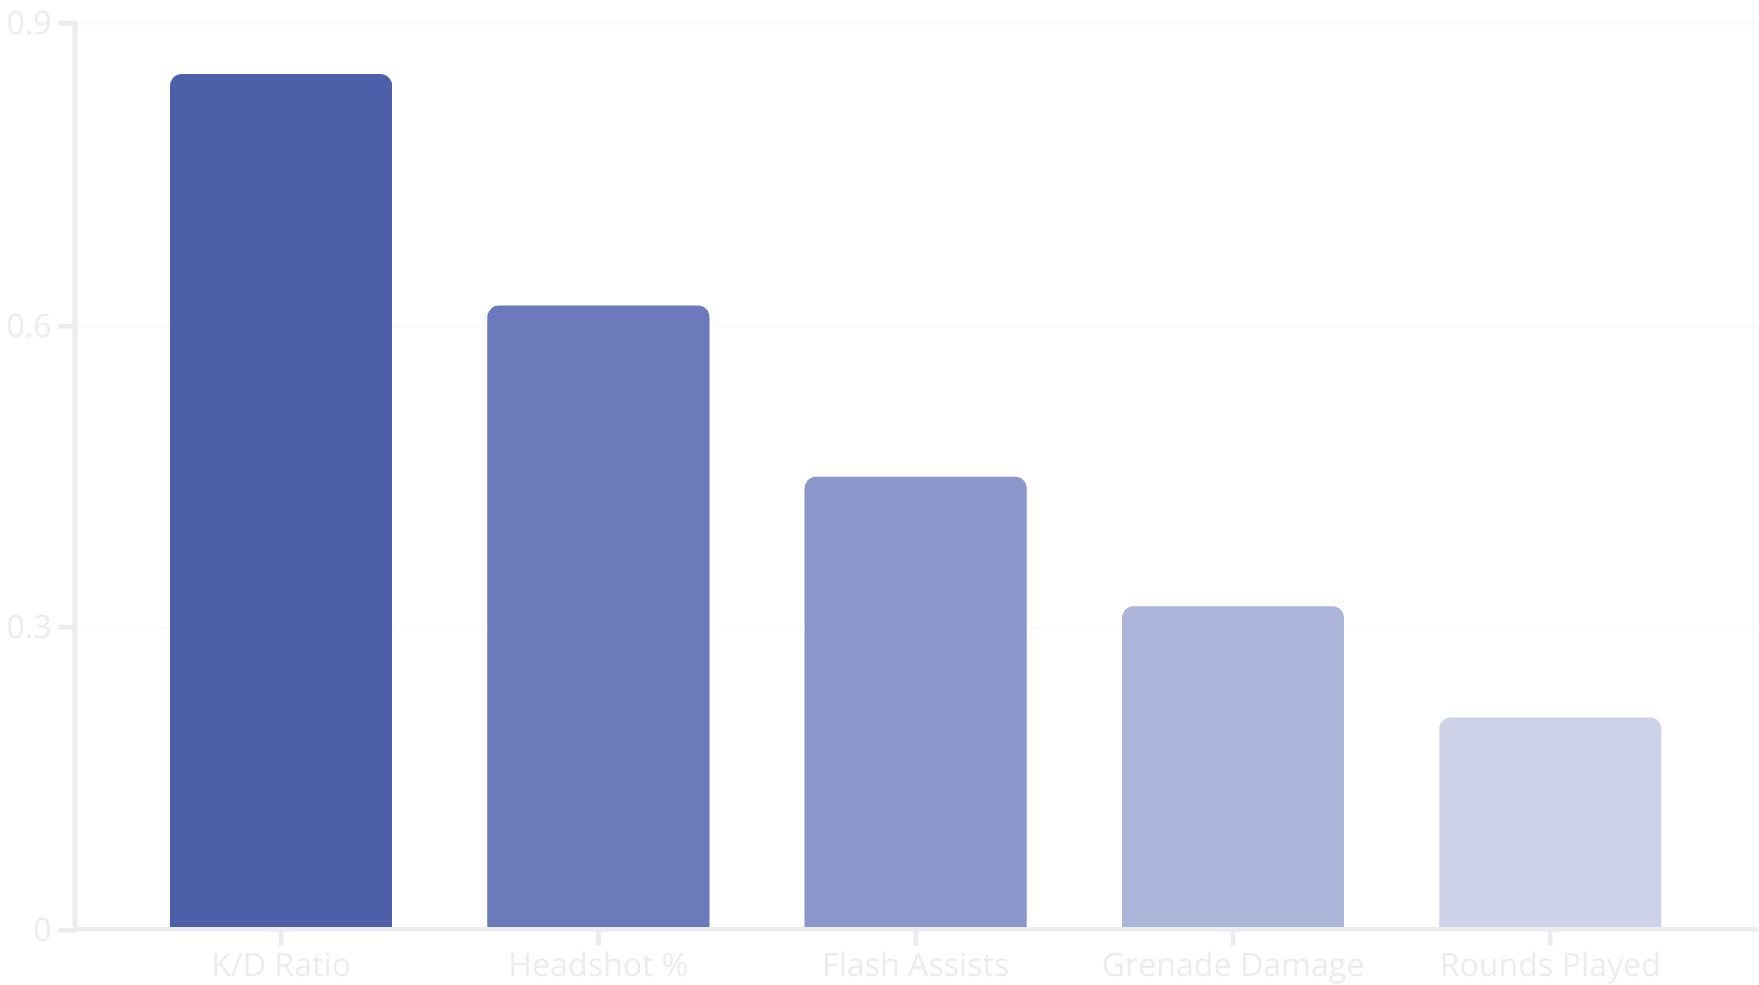 0.9
0.6
0.3
0
K/D Ratio
Headshot %
Flash Assists
Grenade Damage
Rounds Played